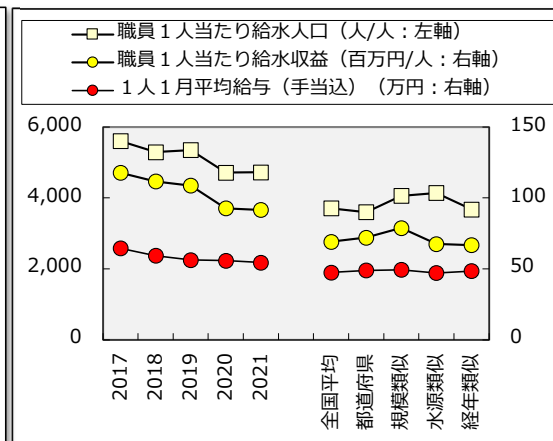 職員１人当たり給水人口（人/人：左軸）
職員１人当たり給水収益（百万円/人：右軸）
１人１月平均給与（手当込）（万円：右軸）
6,000
4,000
2,000
0
150
100
50
0
2017
2018
2019
2020
2021
全国平均
都道府県
規模類似
水源類似
経年類似